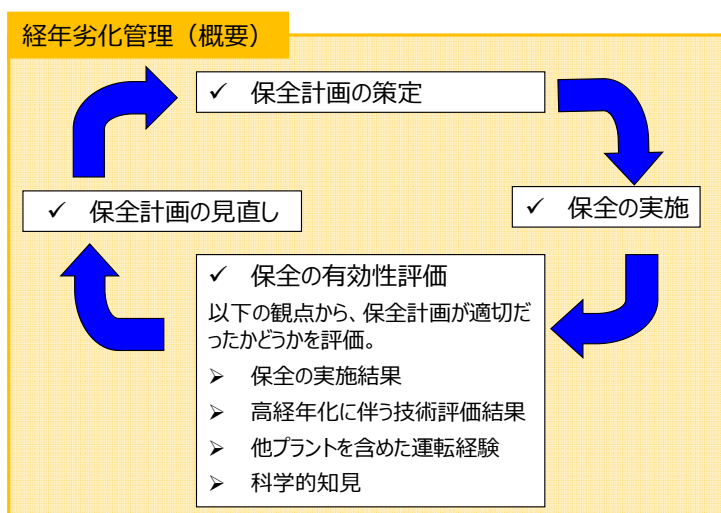 経年劣化管理（概要）
✓ 保全計画の策定
✓ 保全計画の見直し
✓ 保全の実施
✓ 保全の有効性評価
以下の観点から、保全計画が適切だ
ったかどうかを評価。
➢ 保全の実施結果
➢ 高経年化に伴う技術評価結果
➢ 他プラントを含めた運転経験
➢ 科学的知見